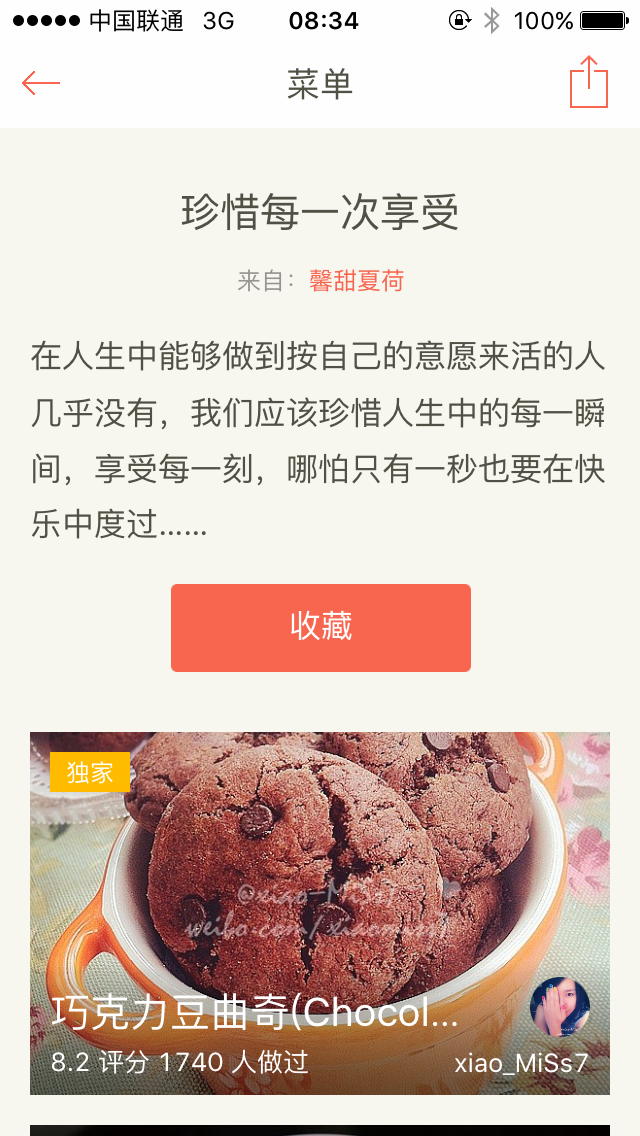 中国联通 3G 08:34 100%
菜单
珍惜每一次享受
来自：馨甜夏荷
在人生中能够做到按自己的意愿来活的人
几乎没有，我们应该珍惜人生中的每一瞬
间，享受每一刻，哪怕只有一秒也要在快
乐中度过……
收藏
独家
@xiao-MiSs7
weibo.com/xiaomiss7
巧克力豆曲奇(Chocol...
8.2 评分 1740 人做过
xiao_MiSs7